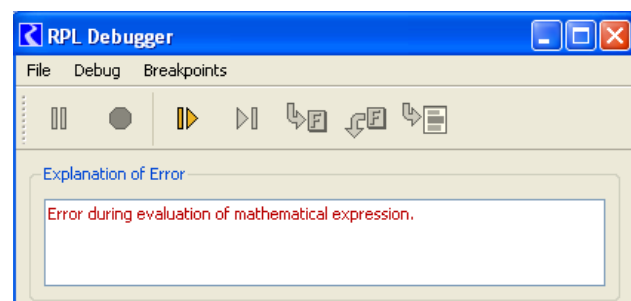 RPL Debugger
File Debug Breakpoints
F F
Explanation of Error
Error during evaluation of mathematical expression.